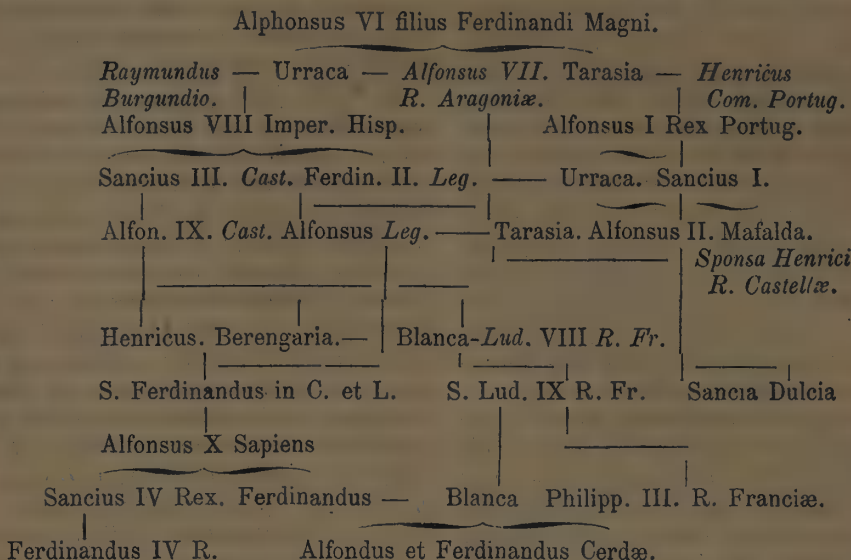 Alphonsus VI filius Ferdinandi Magni.
Raymundus — Urraca — Alfonsus VII. Tarasia — Henricus
Burgundio. R. Aragoniæ. Com. Portug.
Alfonsus VIII Imper. Hisp. Alfonsus I Rex Portug.
Sancius III. Cast. Ferdin. II. Leg. — Urraca. Sancius I.
Alfon. IX. Cast. Alfonsus Leg. — Tarasia. Alfonsus II. Mafalda.
Sponsa Henrici
R. Castellæ.
Henricus. Berengaria. — Blanca-Lud. VIII R. Fr.
S. Ferdinandus in C. et L. S. Lud. IX R. Fr. Sancia Dulcia
Alfonsus X Sapiens
Sancius IV Rex. Ferdinandus — Blanca Philipp. III. R. Franciæ.
Ferdinandus IV R. Alfondus et Ferdinandus Cerdæ.